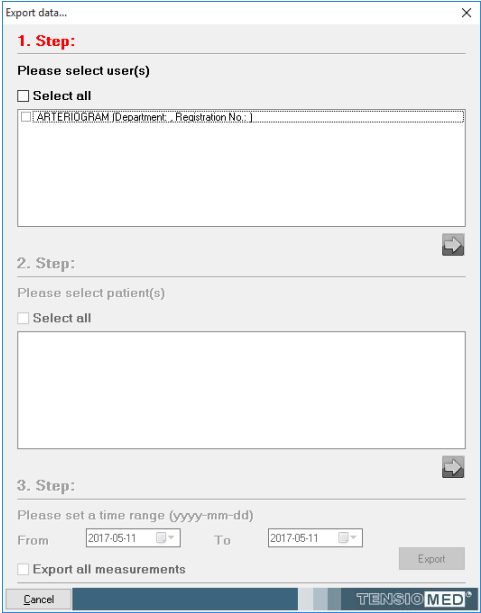 Export data...
1. Step:
Please select user(s)
Select all
ARTERIOGRAM (Department: , Registration No.: )
2. Step:
Please select patient(s)
Select all
3. Step:
Please set a time range (yyyy-mm-dd)
From 2017-05-11 To 2017-05-11
Export
Export all measurements
Cancel TENSIOMED®